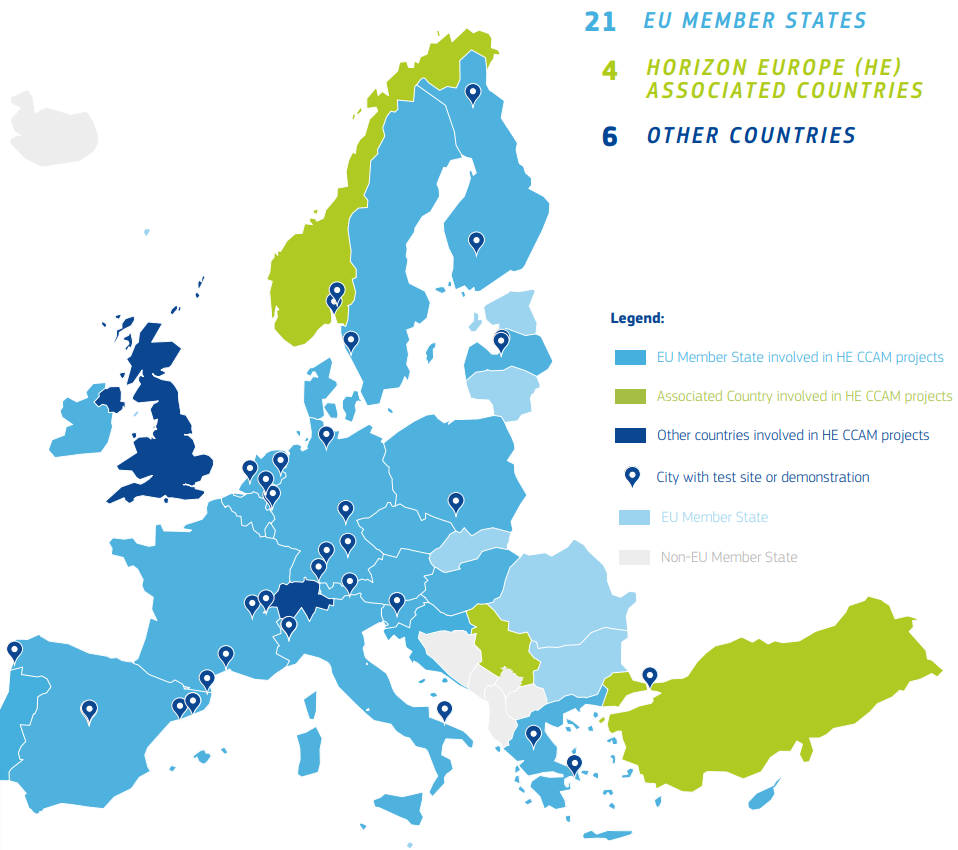 21 EU MEMBER STATES
4 HORIZON EUROPE (HE)
ASSOCIATED COUNTRIES
6 OTHER COUNTRIES
Legend:
EU Member State involved in HE CCAM projects
Associated Country involved in HE CCAM projects
Other countries involved in HE CCAM projects
City with test site or demonstration
EU Member State
Non-EU Member State